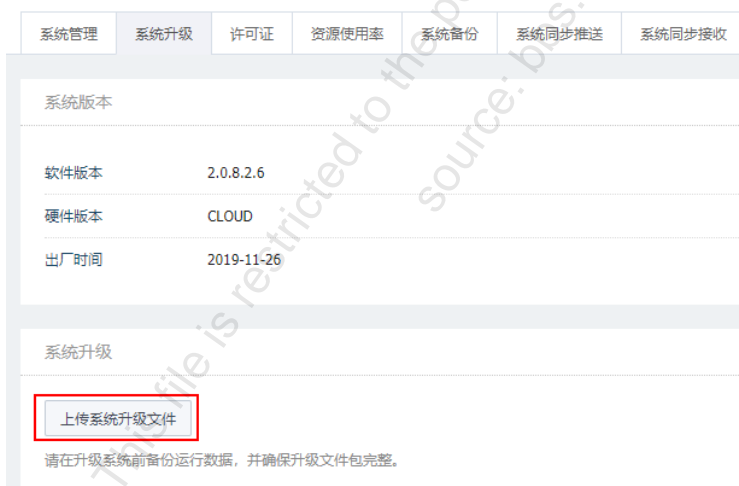 系统管理 系统升级 许可证 资源使用率 系统备份 系统同步推送 系统同步接收
系统版本
软件版本 2.0.8.2.6
硬件版本 CLOUD
出厂时间 2019-11-26
系统升级
上传系统升级文件
请在升级系统前备份运行数据，并确保升级文件包完整。
This file is restricted to the
source: bbs.